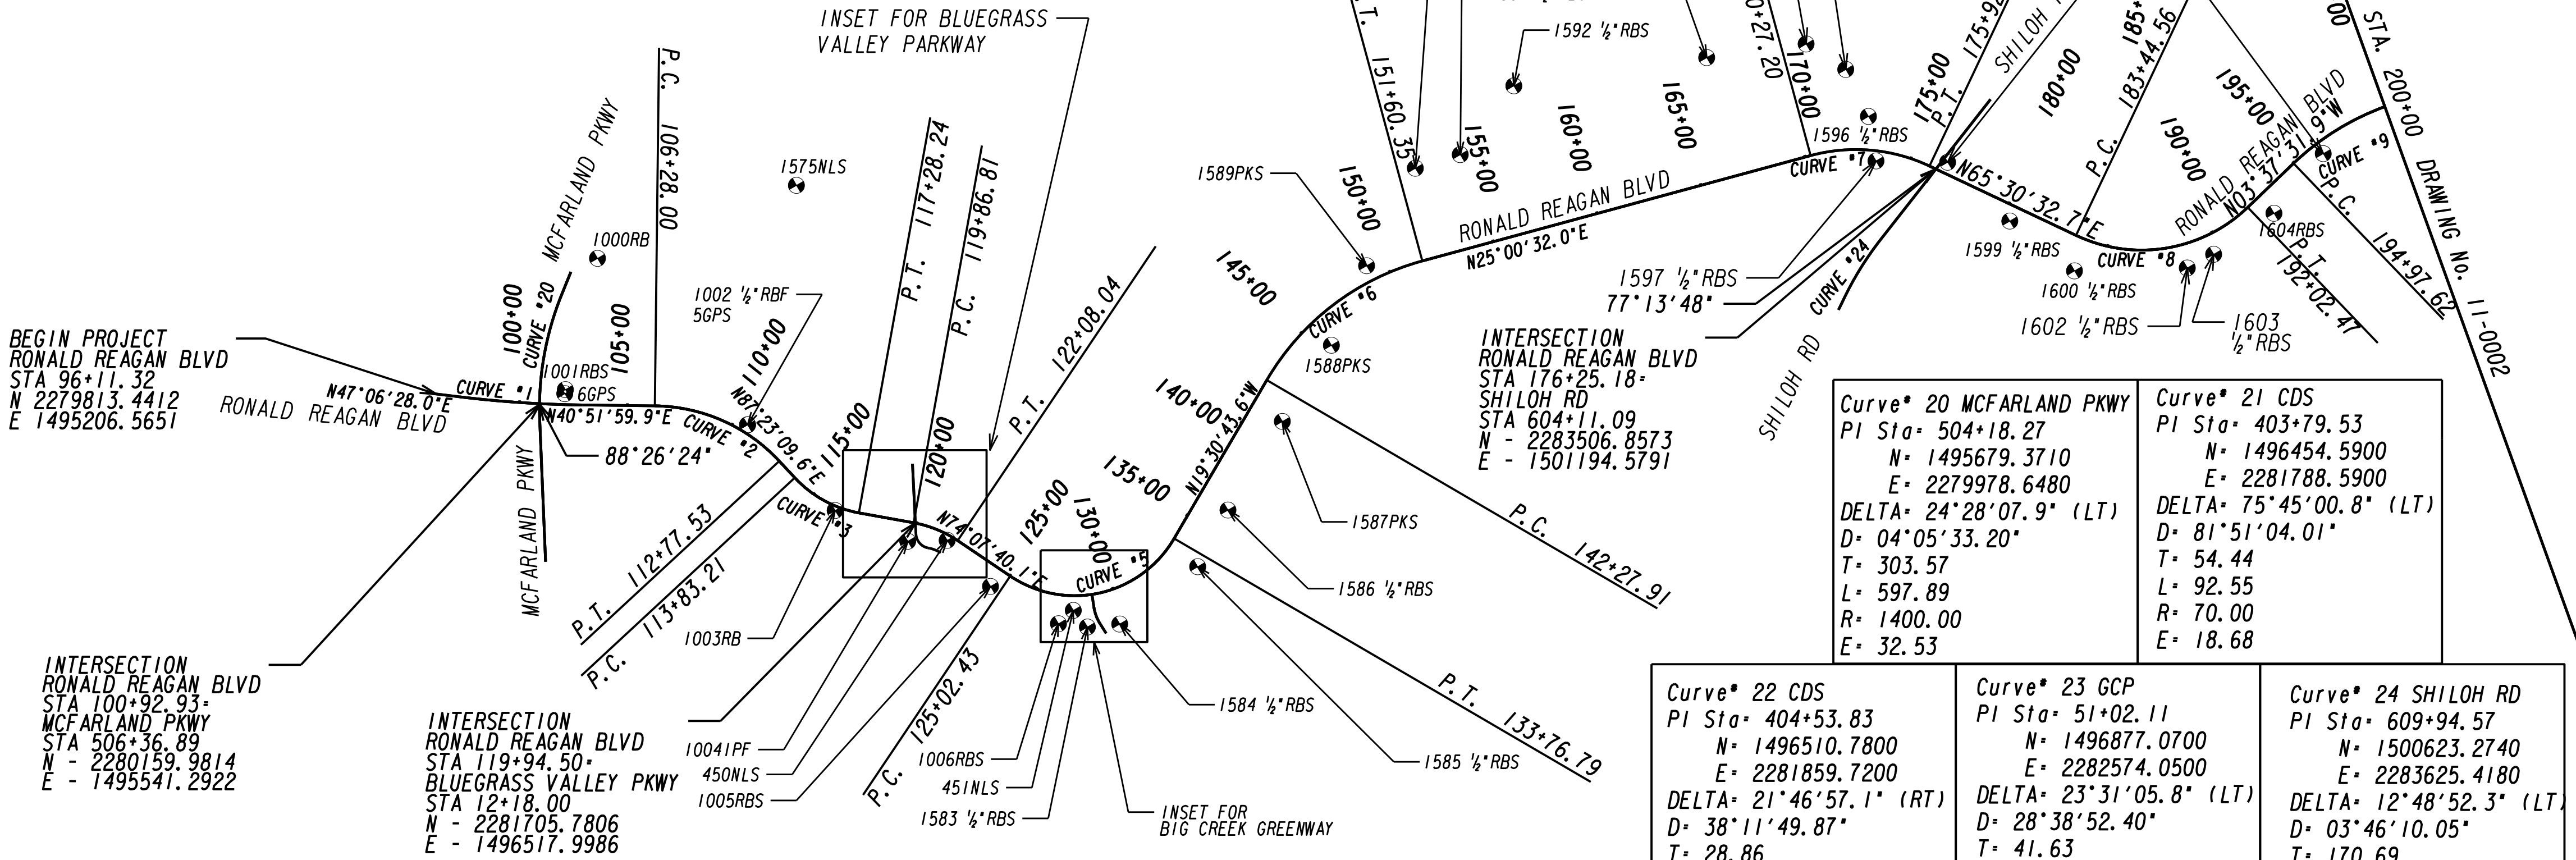 INSET FOR BLUEGRASS
VALLEY PARKWAY
P.C. 106+28.00
MCFARLAND PKWY
1000RB
1575NLS
P.T. 117+28.24
P.C. 119+86.81
1002 ½"RBF
5GPS
100+00
CURVE #20
105+00
110+00
115+00
120+00
1001RBS
6GPS
BEGIN PROJECT
RONALD REAGAN BLVD
STA 96+11.32
N 2279813.4412
E 1495206.5651
N47°06'28.0"E
CURVE #1
RONALD REAGAN BLVD
N40°51'59.9"E
CURVE #2
N87°23'09.6"E
88°26'24"
MCFARLAND PKWY
P.T. 112+77.53
P.C. 113+83.21
CURVE #3
1003RB
P.T. 122+08.04
N74°07'40.1"E
125+00
130+00
135+00
CURVE #5
P.C. 125+02.43
INTERSECTION
RONALD REAGAN BLVD
STA 100+92.93=
MCFARLAND PKWY
STA 506+36.89
N - 2280159.9814
E - 1495541.2922
INTERSECTION
RONALD REAGAN BLVD
STA 119+94.50=
BLUEGRASS VALLEY PKWY
STA 12+18.00
N - 2281705.7806
E - 1496517.9986
1004IPF
450NLS
1005RBS
1006RBS
451NLS
1583 ½"RBS
INSET FOR
BIG CREEK GREENWAY
1584 ½"RBS
1585 ½"RBS
1586 ½"RBS
1587PKS
P.T. 133+76.79
P.C. 142+27.91
N19°30'43.6"W
140+00
145+00
CURVE #6
1588PKS
1589PKS
150+00
P.T. 151+60.35
155+00
160+00
165+00
170+00
1592 ½"RBS
0+27.20
RONALD REAGAN BLVD
N25°00'32.0"E
CURVE #7
1596 ½"RBS
1597 ½"RBS
77°13'48"
INTERSECTION
RONALD REAGAN BLVD
STA 176+25.18=
SHILOH RD
STA 604+11.09
N - 2283506.8573
E - 1501194.5791
175+00
P.T. 175+92
SHILOH
180+00
185+
P.C. 183+44.56
N65°30'32.7"E
1599 ½"RBS
1600 ½"RBS
1602 ½"RBS
1603
½"RBS
CURVE #24
SHILOH RD
CURVE #8
190+00
195+00
RONALD REAGAN BLVD
N03°37'31.9"W
CURVE #9
1604RBS
P.T. 192+02.47
P.C. 194+97.62
00
STA. 200+00 DRAWING No. 11-0002
Curve# 20 MCFARLAND PKWY
PI Sta= 504+18.27
N= 1495679.3710
E= 2279978.6480
DELTA= 24°28'07.9" (LT)
D= 04°05'33.20"
T= 303.57
L= 597.89
R= 1400.00
E= 32.53
Curve# 21 CDS
PI Sta= 403+79.53
N= 1496454.5900
E= 2281788.5900
DELTA= 75°45'00.8" (LT)
D= 81°51'04.01"
T= 54.44
L= 92.55
R= 70.00
E= 18.68
Curve# 22 CDS
PI Sta= 404+53.83
N= 1496510.7800
E= 2281859.7200
DELTA= 21°46'57.1" (RT)
D= 38°11'49.87"
T= 28.86
Curve# 23 GCP
PI Sta= 51+02.11
N= 1496877.0700
E= 2282574.0500
DELTA= 23°31'05.8" (LT)
D= 28°38'52.40"
T= 41.63
Curve# 24 SHILOH RD
PI Sta= 609+94.57
N= 1500623.2740
E= 2283625.4180
DELTA= 12°48'52.3" (LT)
D= 03°46'10.05"
T= 170.69